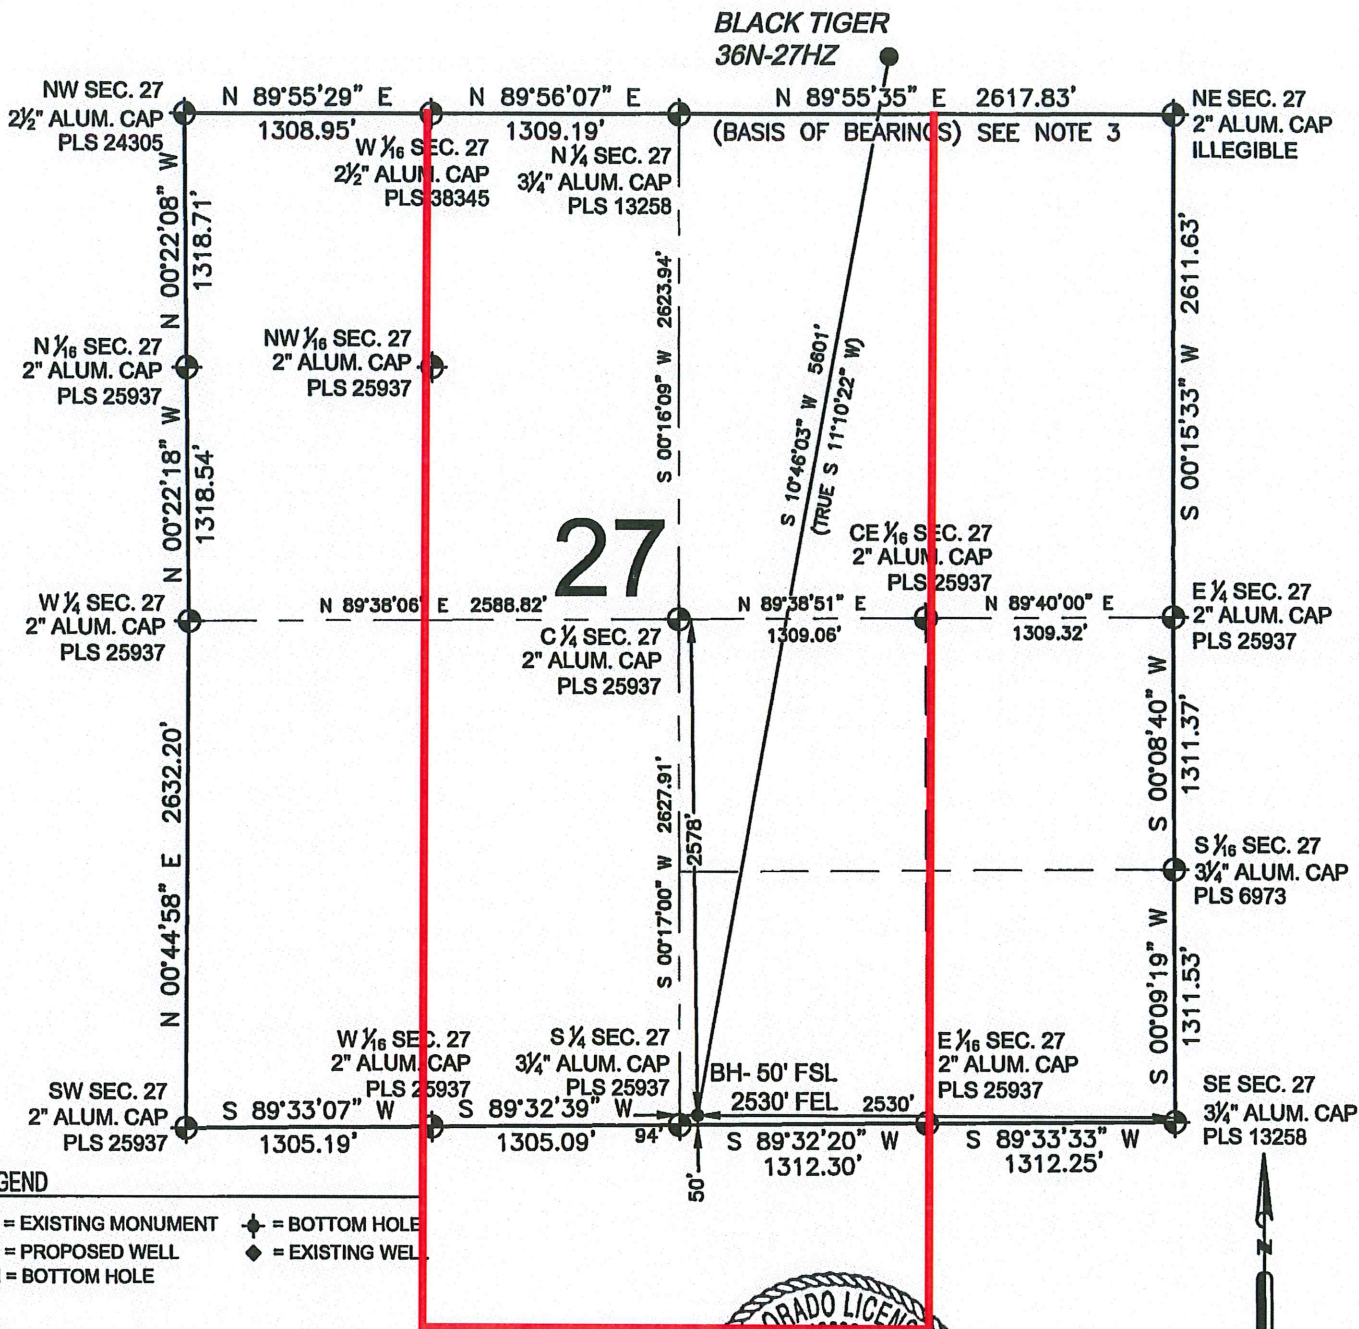 BLACK TIGER
36N-27HZ
NW SEC. 27
2½" ALUM. CAP
PLS 24305
N 89°55'29" E
1308.95'
N 89°56'07" E
1309.19'
N 89°55'35" E 2617.83'
(BASIS OF BEARINGS) SEE NOTE 3
NE SEC. 27
2" ALUM. CAP
ILLEGIBLE
W 1/16 SEC. 27
2½" ALUM. CAP
PLS 38345
N ¼ SEC. 27
3¼" ALUM. CAP
PLS 13258
N 00°22'08" W
1318.71'
S 00°16'09" W 2623.94'
S 10°46'03" W 5601'
(TRUE S 11°10'22" W)
S 00°15'33" W 2611.63'
N 1/16 SEC. 27
2" ALUM. CAP
PLS 25937
NW 1/16 SEC. 27
2" ALUM. CAP
PLS 25937
N 00°22'18" W
1318.54'
27
CE 1/16 SEC. 27
2" ALUM. CAP
PLS 25937
W ¼ SEC. 27
2" ALUM. CAP
PLS 25937
N 89°38'06" E 2588.82'
C ¼ SEC. 27
2" ALUM. CAP
PLS 25937
N 89°38'51" E
1309.06'
N 89°40'00" E
1309.32'
E ¼ SEC. 27
2" ALUM. CAP
PLS 25937
N 00°44'58" E 2632.20'
S 00°17'00" W 2627.91'
2578'
S 00°08'40" W
1311.37'
S 1/16 SEC. 27
3¼" ALUM. CAP
PLS 6973
S 00°09'19" W
1311.53'
SW SEC. 27
2" ALUM. CAP
PLS 25937
W 1/16 SEC. 27
2" ALUM. CAP
PLS 25937
S ¼ SEC. 27
3¼" ALUM. CAP
PLS 25937
BH- 50' FSL
2530' FEL
2530'
E 1/16 SEC. 27
2" ALUM. CAP
PLS 25937
SE SEC. 27
3¼" ALUM. CAP
PLS 13258
S 89°33'07" W
1305.19'
S 89°32'39" W
1305.09'
94'
50'
S 89°32'20" W
1312.30'
S 89°33'33" W
1312.25'
GEND
= EXISTING MONUMENT
= BOTTOM HOLE
= PROPOSED WELL
= EXISTING WELL
= BOTTOM HOLE
ORADO LICENS
N